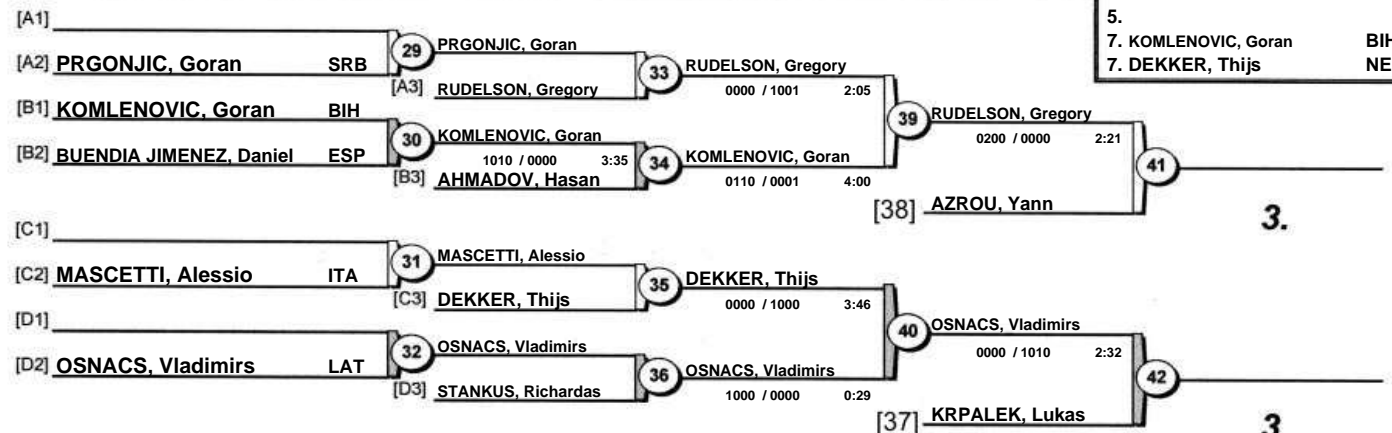 [A1]
5.
29 PRGONJIC, Goran
7. KOMLENOVIC, Goran BIH
[A2] PRGONJIC, Goran SRB
33 RUDELSON, Gregory
7. DEKKER, Thijs NE
[A3] RUDELSON, Gregory
0000 / 1001 2:05
[B1] KOMLENOVIC, Goran BIH
39 RUDELSON, Gregory
30 KOMLENOVIC, Goran
0200 / 0000 2:21
[B2] BUENDIA JIMENEZ, Daniel ESP
1010 / 0000 3:35
34 KOMLENOVIC, Goran
41
[B3] AHMADOV, Hasan
0110 / 0001 4:00
[38] AZROU, Yann
3.
[C1]
31 MASCETTI, Alessio
[C2] MASCETTI, Alessio ITA
35 DEKKER, Thijs
[C3] DEKKER, Thijs
0000 / 1000 3:46
[D1]
40 OSNACS, Vladimirs
32 OSNACS, Vladimirs
0000 / 1010 2:32
[D2] OSNACS, Vladimirs LAT
36 OSNACS, Vladimirs
42
[D3] STANKUS, Richardas
1000 / 0000 0:29
[37] KRPALEK, Lukas
3